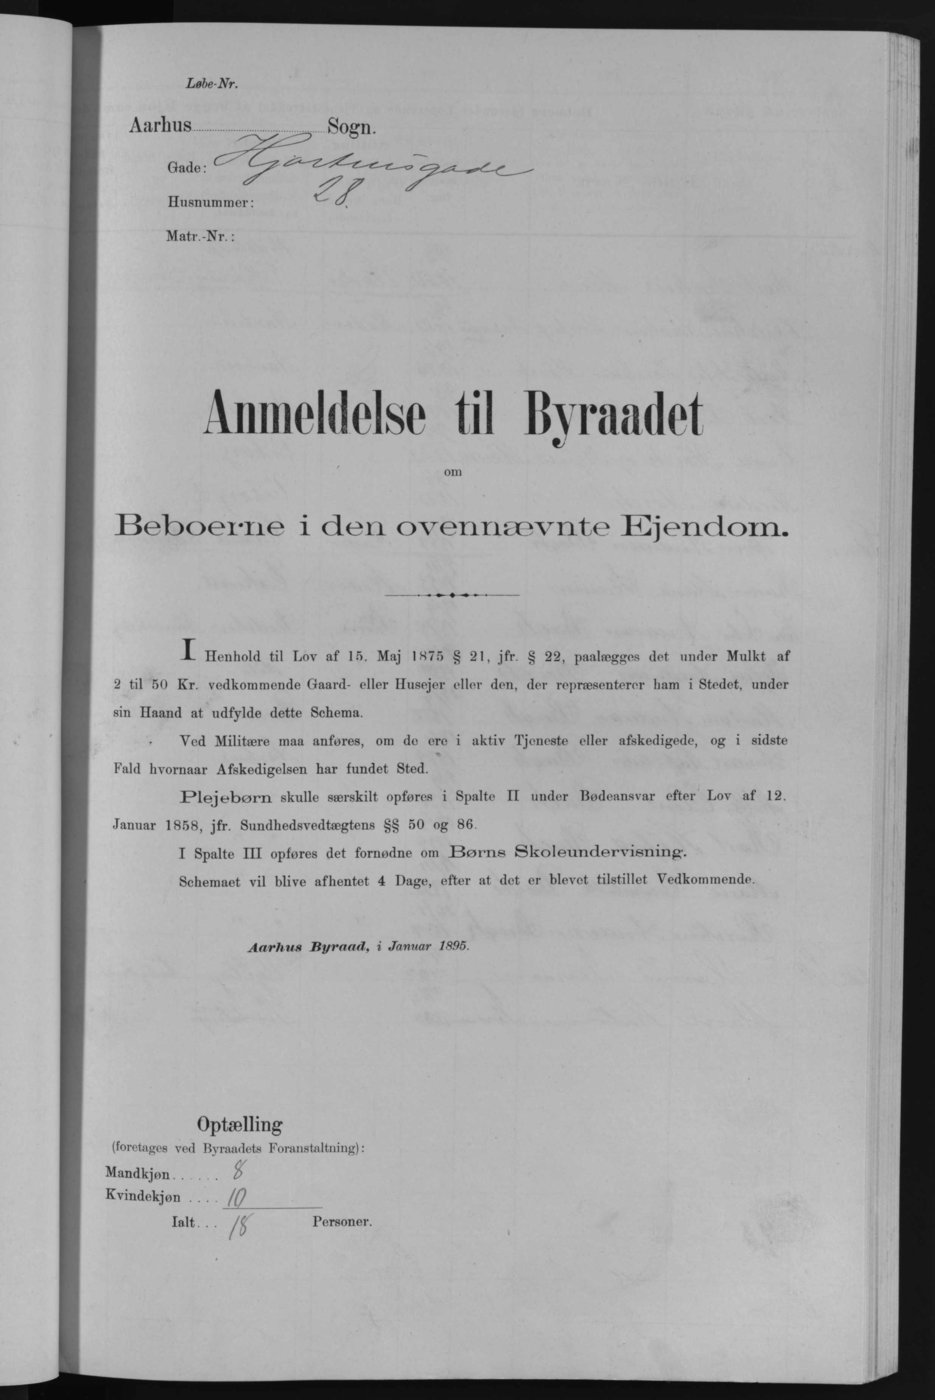 Løbe-Nr.
Aarhus Sogn.
Gade: Hjortensgade
Husnummer: 28.
Matr.-Nr.:
Anmeldelse til Byraadet
om
Beboerne i den ovennævnte Ejendom.
I Henhold til Lov af 15. Maj 1875 § 21, jfr. § 22, paalægges det under Mulkt af
2 til 50 Kr. vedkommende Gaard- eller Husejer eller den, der repræsenterer ham i Stedet, under
sin Haand at udfylde dette Schema.
Ved Militære maa anføres, om de ere i aktiv Tjeneste eller afskedigede, og i sidste
Fald hvornaar Afskedigelsen har fundet Sted.
Plejebørn skulle særskilt opføres i Spalte II under Bødeansvar efter Lov af 12.
Januar 1858, jfr. Sundhedsvedtægtens §§ 50 og 86.
I Spalte III opføres det fornødne om Børns Skoleundervisning.
Schemaet vil blive afhentet 4 Dage, efter at det er blevet tilstillet Vedkommende.
Aarhus Byraad, i Januar 1895.
Optælling
(foretages ved Byraadets Foranstaltning):
Mandkjøn...... 8
Kvindekjøn .... 10
Ialt... 18 Personer.